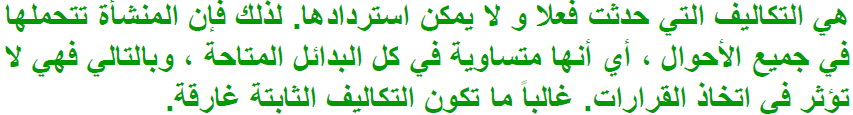 هي التكاليف التي حدثت فعلا و لا يمكن استردادها. لذلك فإن المنشأة تتحملها
في جميع الأحوال ، أي أنها متساوية في كل البدائل المتاحة ، وبالتالي فهي لا
تؤثر في اتخاذ القرارات. غالباً ما تكون التكاليف الثابتة غارقة.